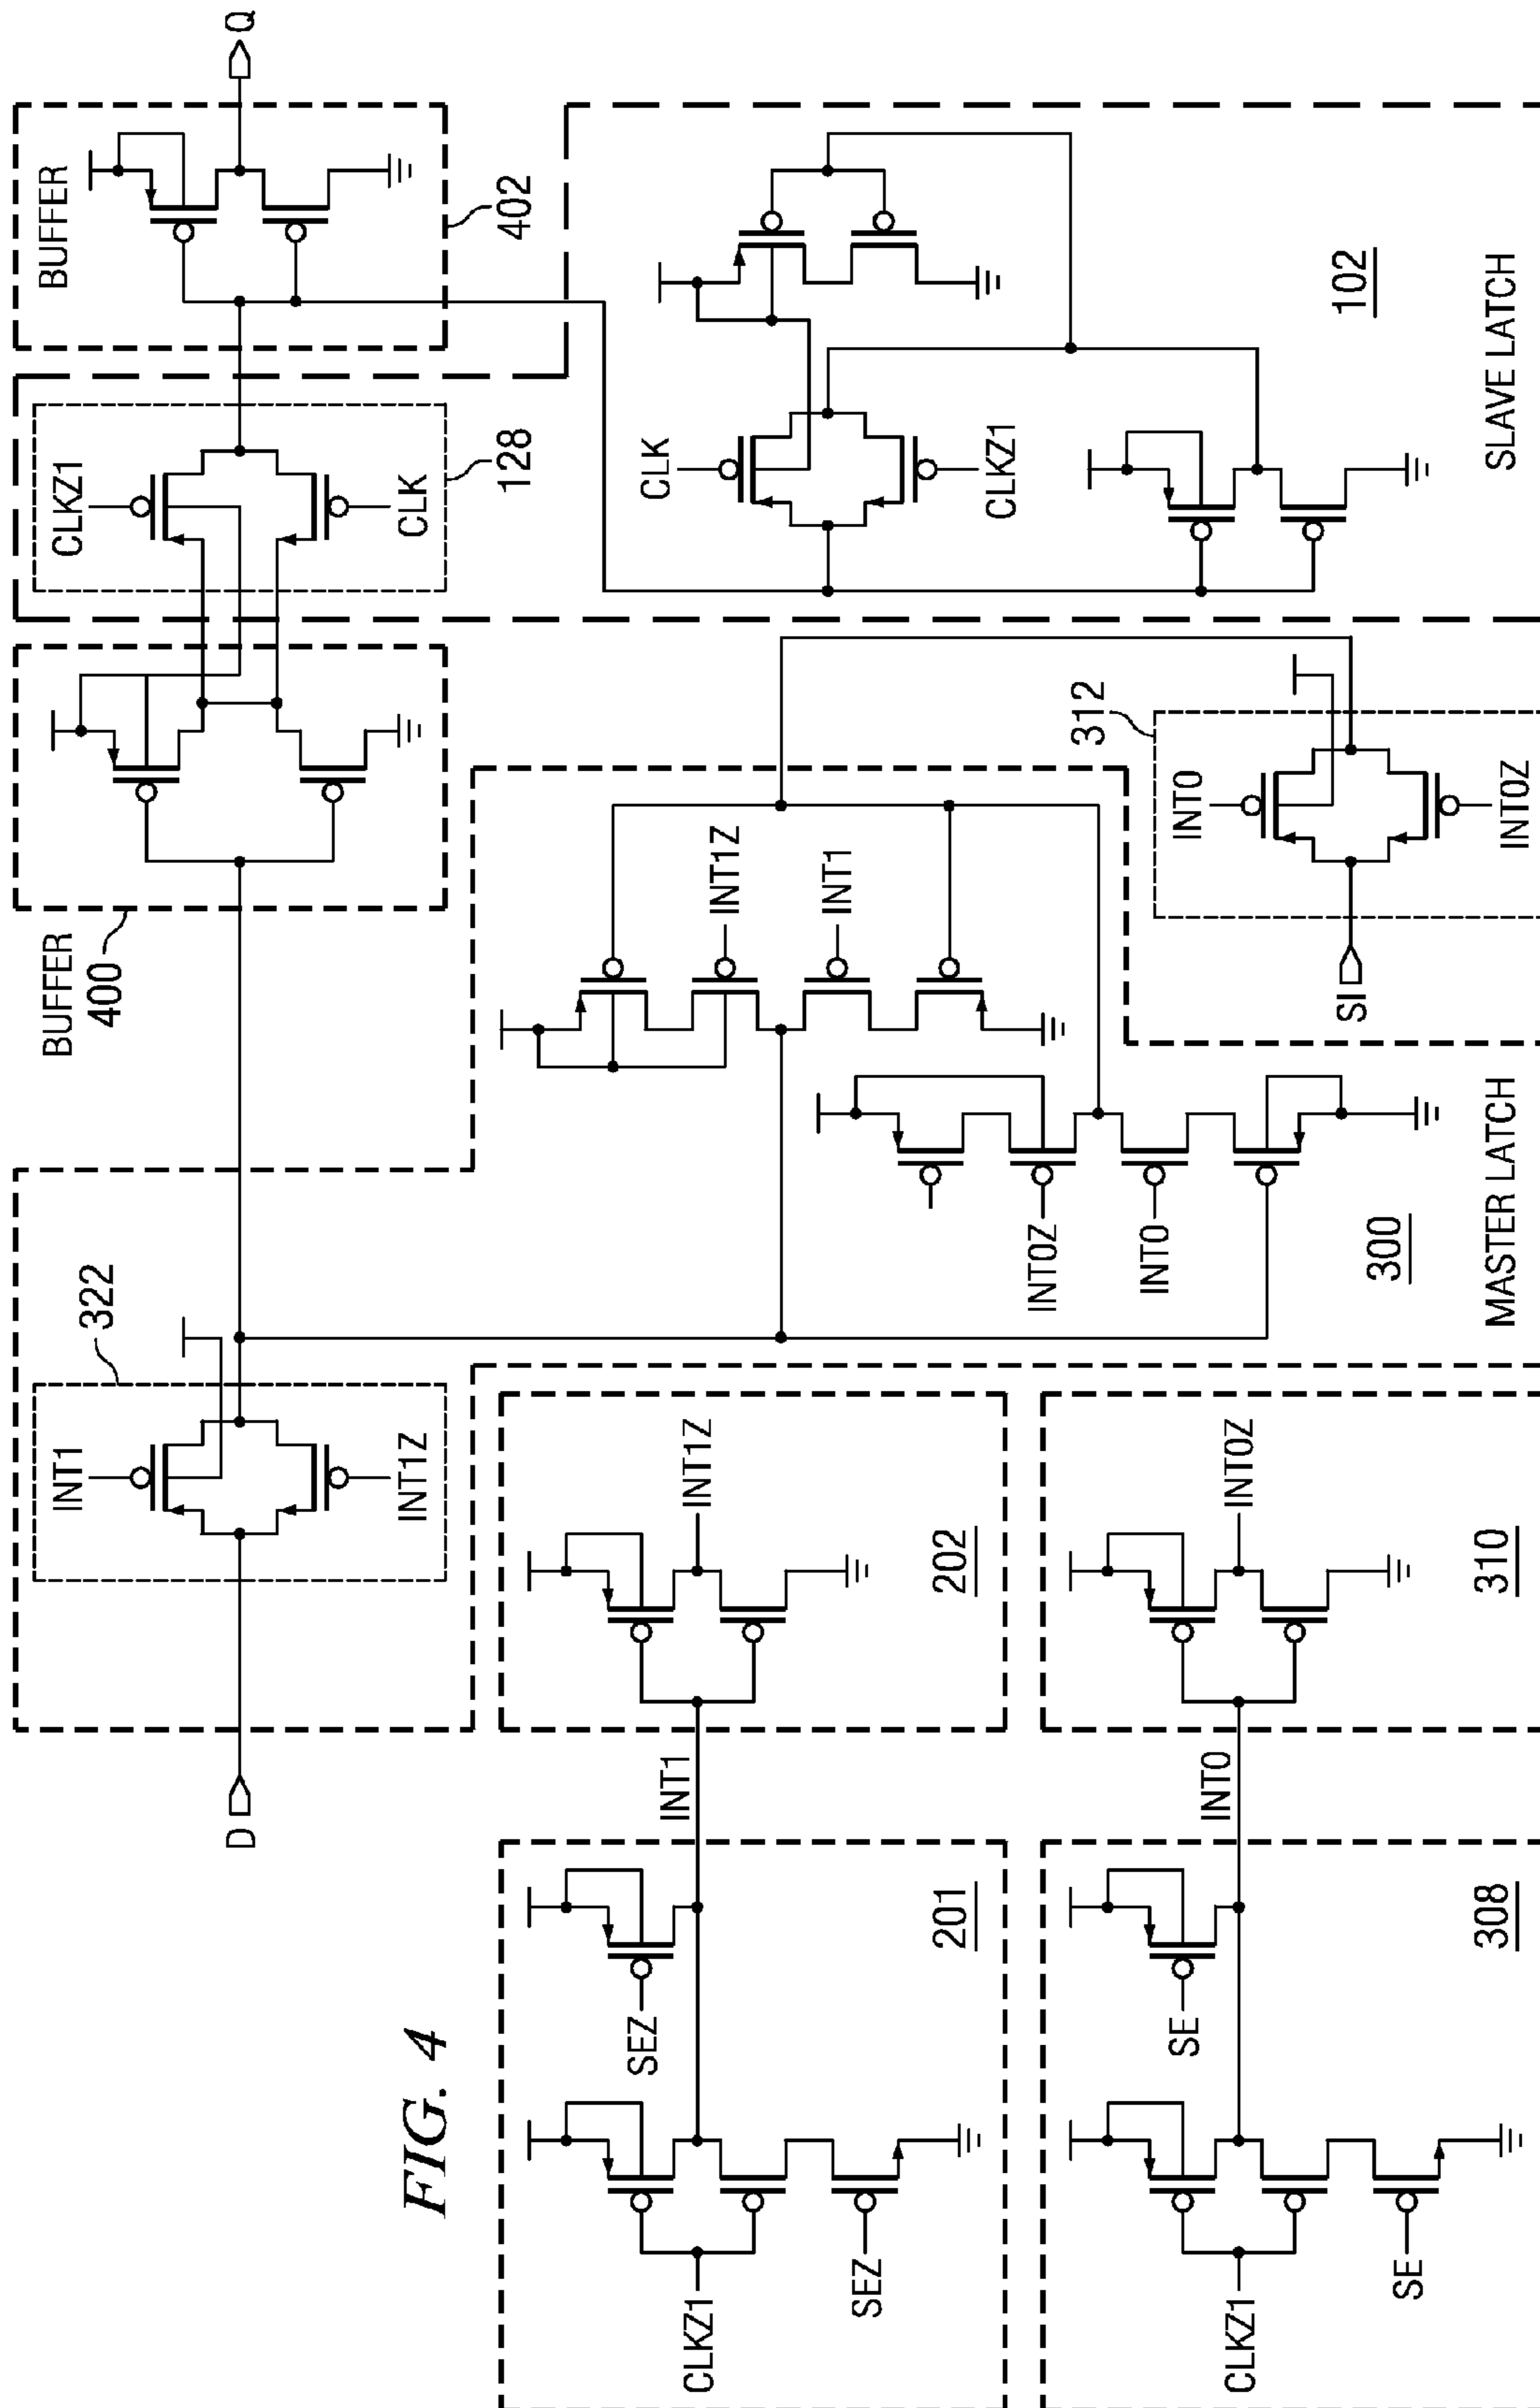 FIG. 4
D
INT1
INT1Z
322
BUFFER
400
CLKZ1
CLK
128
BUFFER
402
Q
CLKZ1
SEZ
SEZ
201
INT1
INT1Z
202
INT1Z
INT1
INT0Z
INT0
300
MASTER LATCH
CLKZ1
SE
SE
308
INT0
INT0Z
310
SI
INT0
INT0Z
312
CLK
CLKZ1
102
SLAVE LATCH